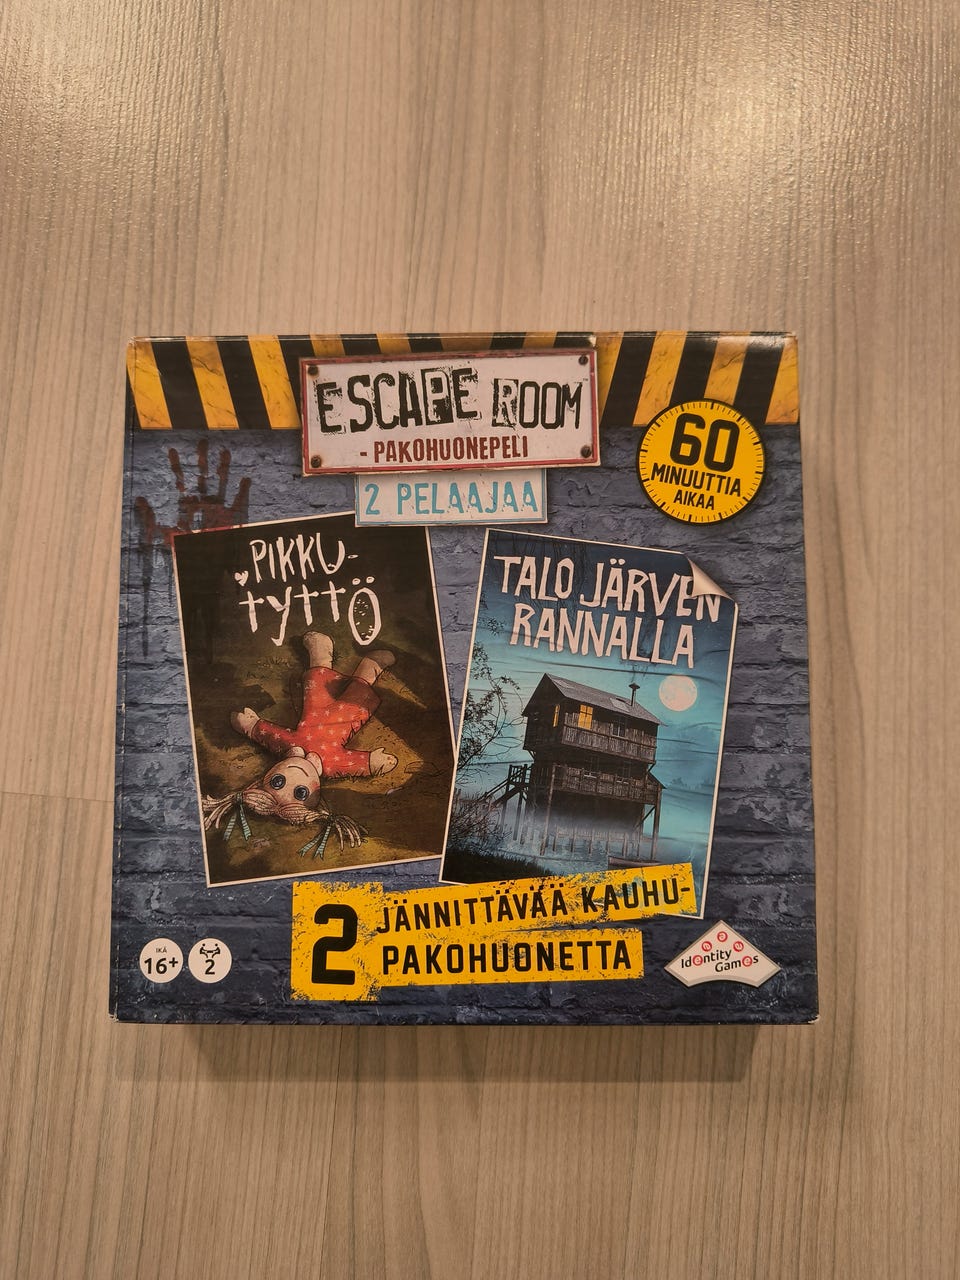 ESCAPE ROOM
-PAKOHUONEPELI
2 PELAAJAA
60
MINUUTTIA
AIKAA
PIKKU-
TYTTÖ
TALO JÄRVEN
RANNALLA
2 JÄNNITTÄVÄÄ KAUHU-
PAKOHUONETTA
IKÄ
16+
2
Identity
Games